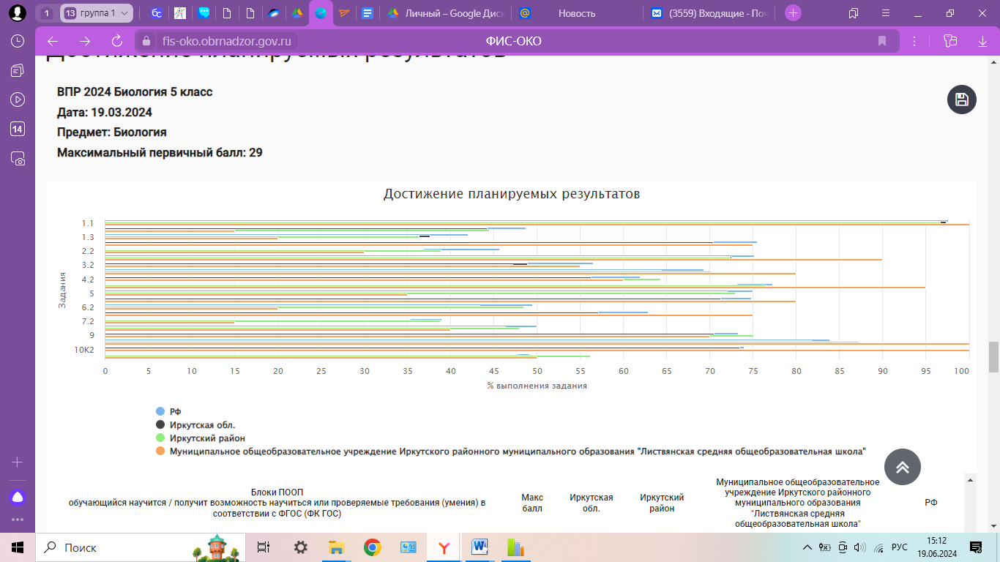 1
13 группа 1
Личный – Google Дис
Новость
(3559) Входящие - Поч
fis-oko.obrnadzor.gov.ru
ФИС-ОКО
Достижение планируемых результатов
14
ВПР 2024 Биология 5 класс
Дата: 19.03.2024
Предмет: Биология
Максимальный первичный балл: 29
Достижение планируемых результатов
Задания
1.1
1.3
2.2
3.2
4.2
5
6.2
7.2
9
10К2
0 5 10 15 20 25 30 35 40 45 50 55 60 65 70 75 80 85 90 95 100
% выполнения задания
РФ
Иркутская обл.
Иркутский район
Муниципальное общеобразовательное учреждение Иркутского районного муниципального образования "Листвянская средняя общеобразовательная школа"
Блоки ПООП
обучающийся научится / получит возможность научиться или проверяемые требования (умения) в
соответствии с ФГОС (ФК ГОС)
Макс
балл
Иркутская
обл.
Иркутский
район
Муниципальное общеобразовательное
учреждение Иркутского районного
муниципального образования
"Листвянская средняя
общеобразовательная школа"
РФ
Поиск
РУС
15:12
19.06.2024